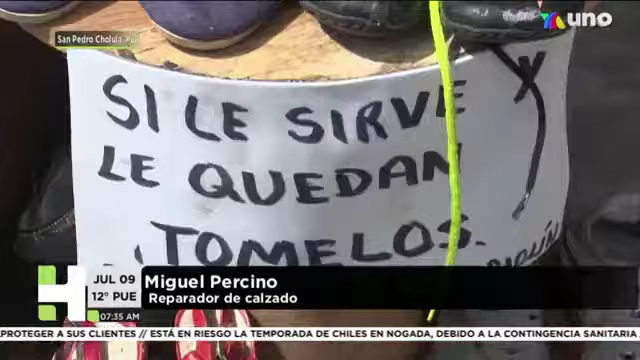 San Pedro Cholula, Pue
uno
SI LE SIRVE Y
LE QUEDAN
¡TOMELOS.
H
JUL 09
12° PUE
07:35 AM
Miguel Percino
Reparador de calzado
PROTEGER A SUS CLIENTES // ESTÁ EN RIESGO LA TEMPORADA DE CHILES EN NOGADA, DEBIDO A LA CONTINGENCIA SANITARIA